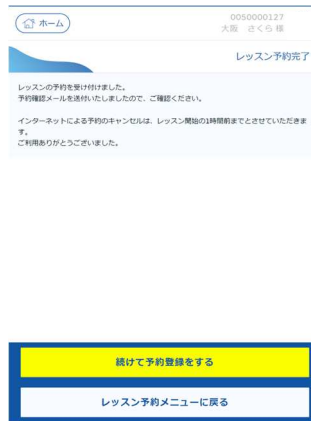 ホーム
0050000127
大阪 さくら 様
レッスン予約完了
レッスンの予約を受け付けました。
予約確認メールを送付いたしましたので、ご確認ください。
インターネットによる予約のキャンセルは、レッスン開始の1時間前までとさせていただきま
す。
ご利用ありがとうございました。
続けて予約登録をする
レッスン予約メニューに戻る